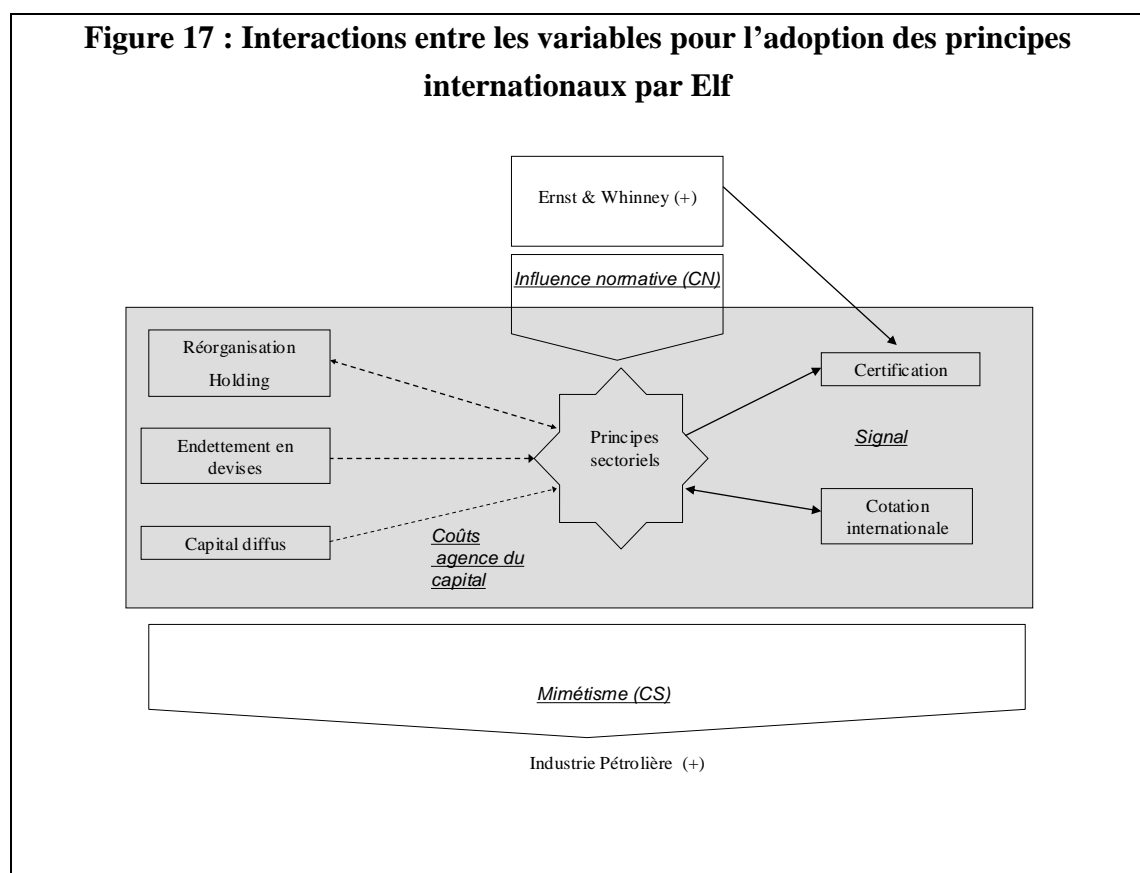 Figure 17 : Interactions entre les variables pour l’adoption des principes
internationaux par Elf
Ernst & Whinney (+)
Influence normative (CN)
Réorganisation
Holding
Certification
Endettement en
devises
Principes
sectoriels
Signal
Capital diffus
Coûts
agence du
capital
Cotation
internationale
Mimétisme (CS)
Industrie Pétrolière (+)